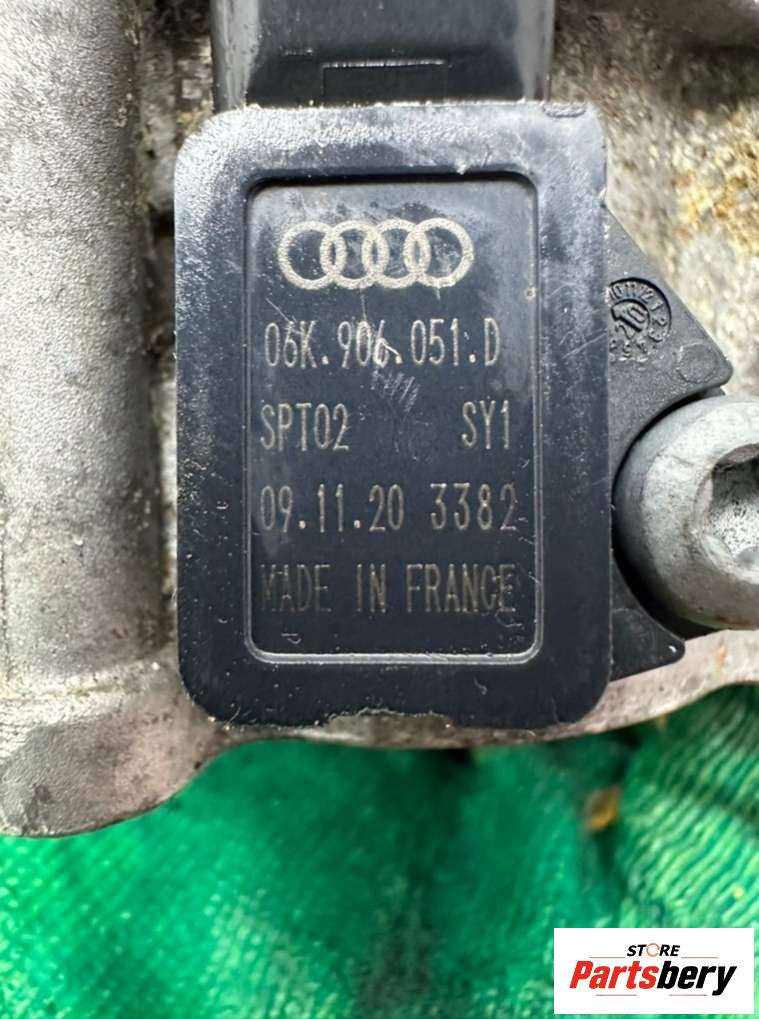 06K.906.051.D
SPT02 SY1
09.11.20 3382
MADE IN FRANCE
STORE
Partsbery